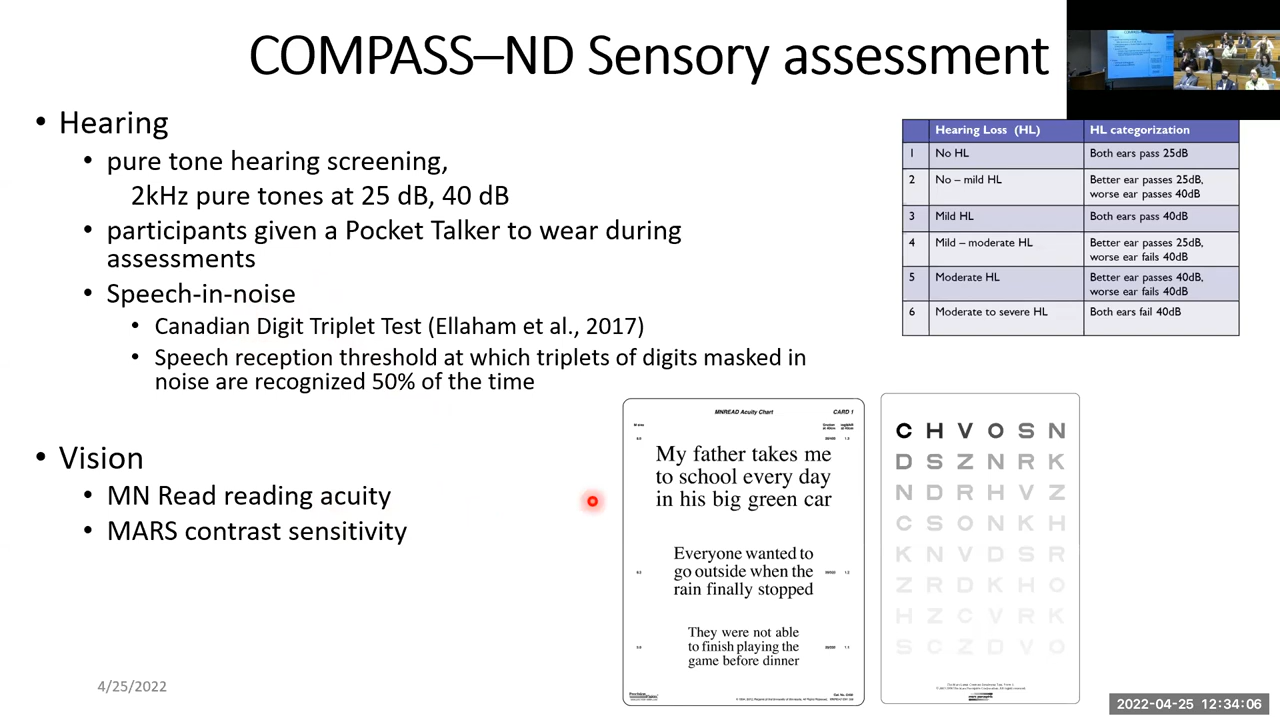 COMPASS–ND Sensory assessment
• Hearing
• pure tone hearing screening,
2kHz pure tones at 25 dB, 40 dB
• participants given a Pocket Talker to wear during
assessments
• Speech-in-noise
• Canadian Digit Triplet Test (Ellaham et al., 2017)
• Speech reception threshold at which triplets of digits masked in
noise are recognized 50% of the time
• Vision
• MN Read reading acuity
• MARS contrast sensitivity
Hearing Loss (HL) HL categorization
1 No HL Both ears pass 25dB
2 No – mild HL Better ear passes 25dB,
worse ear passes 40dB
3 Mild HL Both ears pass 40dB
4 Mild – moderate HL Better ear passes 25dB,
worse ear fails 40dB
5 Moderate HL Better ear passes 40dB,
worse ear fails 40dB
6 Moderate to severe HL Both ears fail 40dB
MNREAD Acuity Chart CARD 1
My father takes me
to school every day
in his big green car
Everyone wanted to
go outside when the
rain finally stopped
They were not able
to finish playing the
game before dinner
C H V O S N
D S Z N R K
N D R H V Z
C S O N K H
K N V D S R
Z R D K H O
H Z C V R K
S C Z D V O
4/25/2022
2022-04-25 12:34:06